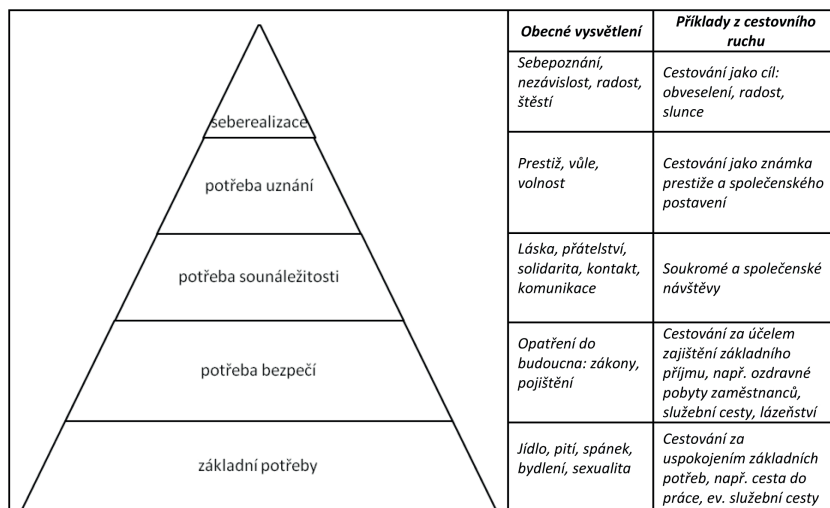 Obecné vysvětlení
Příklady z cestovního
ruchu
seberealizace
Sebepoznání,
nezávislost, radost,
štěstí
Cestování jako cíl:
obveselení, radost,
slunce
potřeba uznání
Prestiž, vůle,
volnost
Cestování jako známka
prestiže a společenského
postavení
potřeba sounáležitosti
Láska, přátelství,
solidarita, kontakt,
komunikace
Soukromé a společenské
návštěvy
potřeba bezpečí
Opatření do
budoucna: zákony,
pojištění
Cestování za účelem
zajištění základního
příjmu, např. ozdravné
pobyty zaměstnanců,
služební cesty, lázeňství
základní potřeby
Jídlo, pití, spánek,
bydlení, sexualita
Cestování za
uspokojením základních
potřeb, např. cesta do
práce, ev. služební cesty